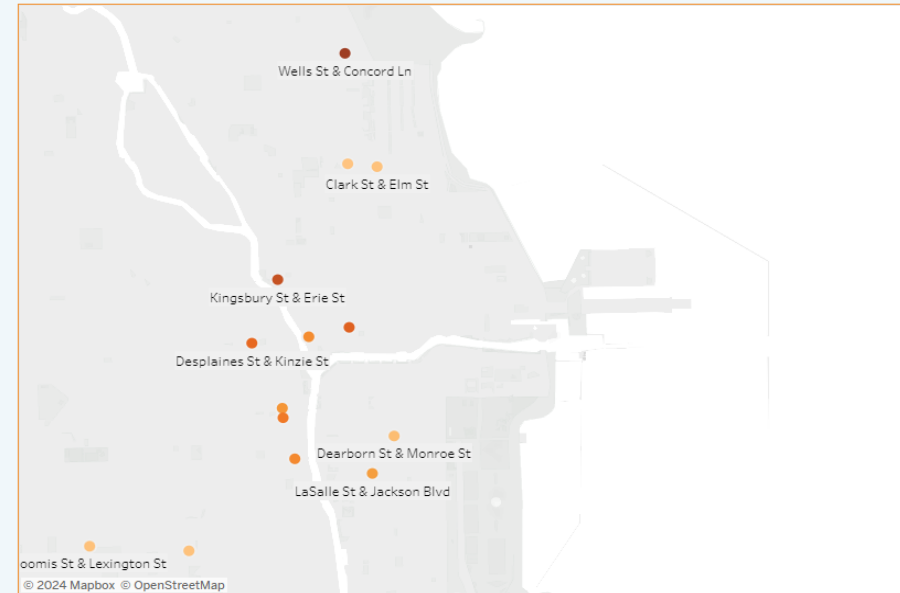 Wells St & Concord Ln
Clark St & Elm St
Kingsbury St & Erie St
Desplaines St & Kinzie St
Dearborn St & Monroe St
LaSalle St & Jackson Blvd
oomis St & Lexington St
© 2024 Mapbox © OpenStreetMap